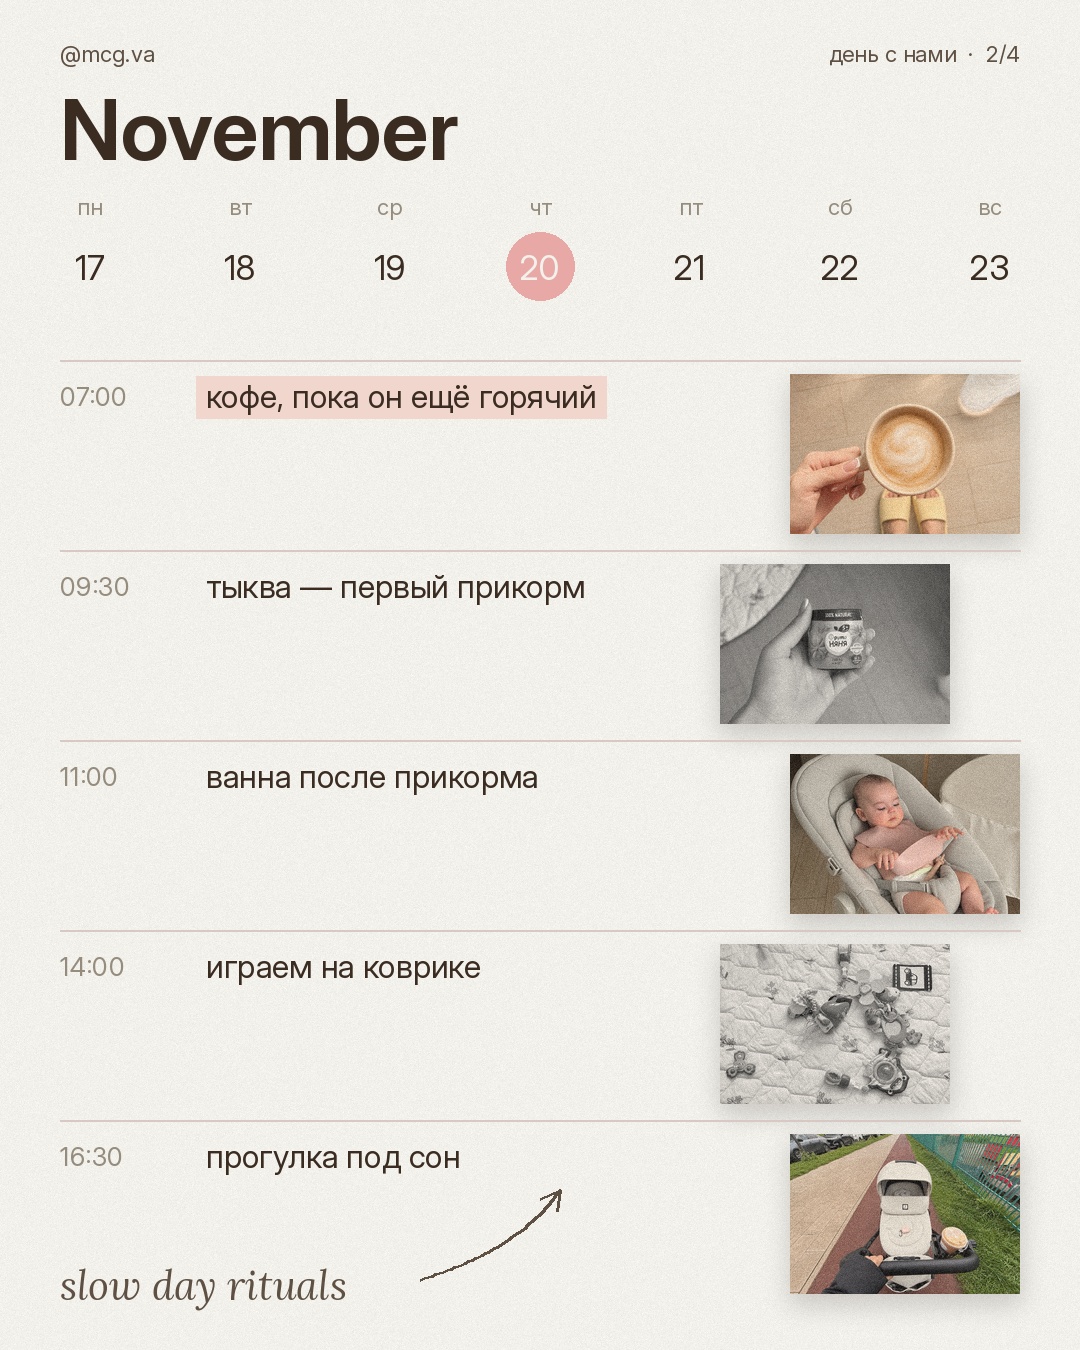 @mcg.va
день с нами · 2/4
November
пн вт ср чт пт сб вс
17 18 19 20 21 22 23
07:00 кофе, пока он ещё горячий
09:30 тыква — первый прикорм
НЯНЯ
11:00 ванна после прикорма
14:00 играем на коврике
16:30 прогулка под сон
slow day rituals